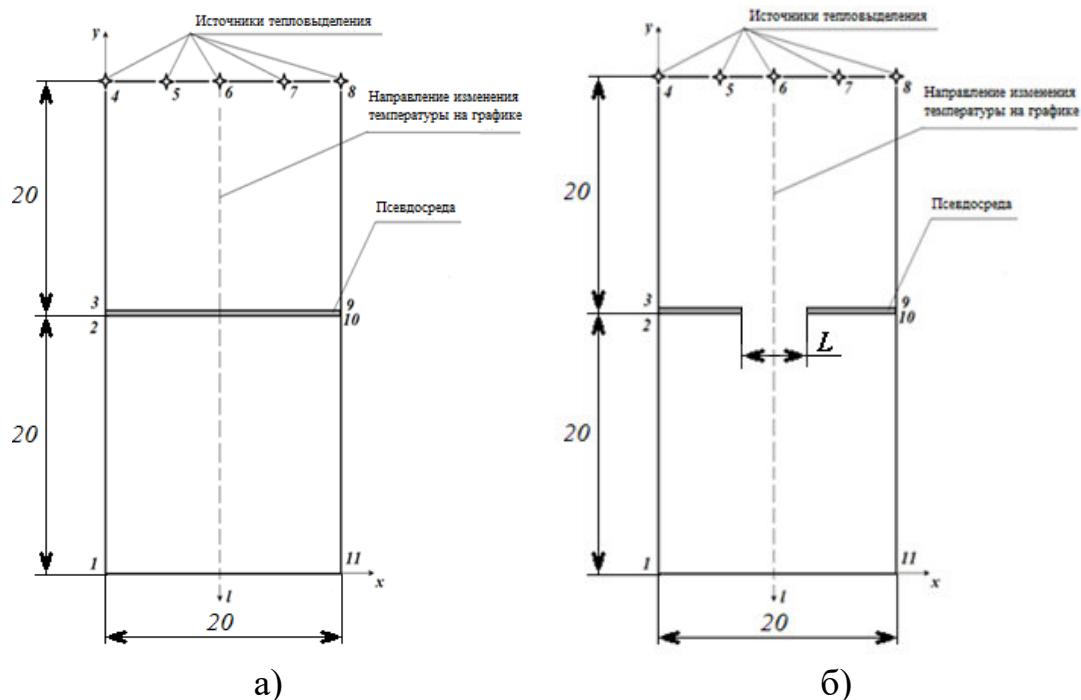 Источники тепловыделения
y
4
5
6
7
8
Направление изменения
температуры на графике
20
Псевдосреда
3
9
2
10
20
1
11
x
l
20
а)
Источники тепловыделения
y
4
5
6
7
8
Направление изменения
температуры на графике
20
Псевдосреда
3
9
2
10
L
20
1
11
x
l
20
б)